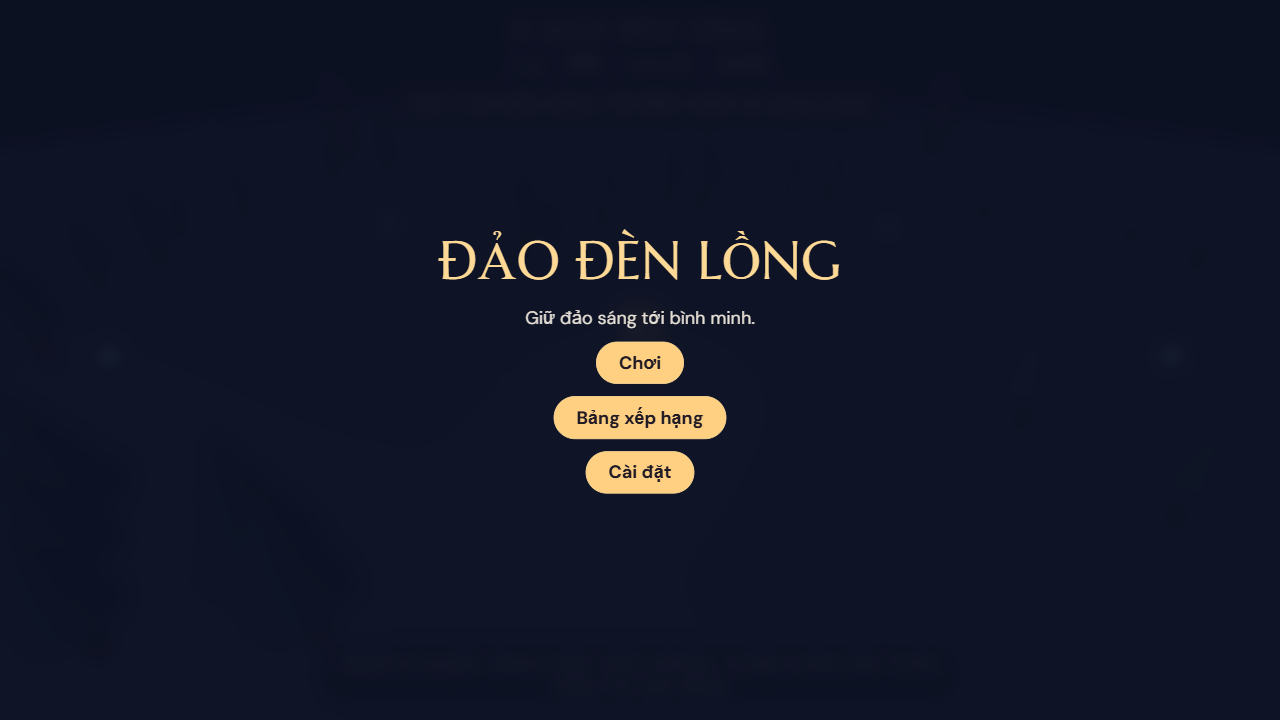 ĐẢO ĐÈN LỒNG
Giữ đảo sáng tới bình minh.
Chơi
Bảng xếp hạng
Cài đặt